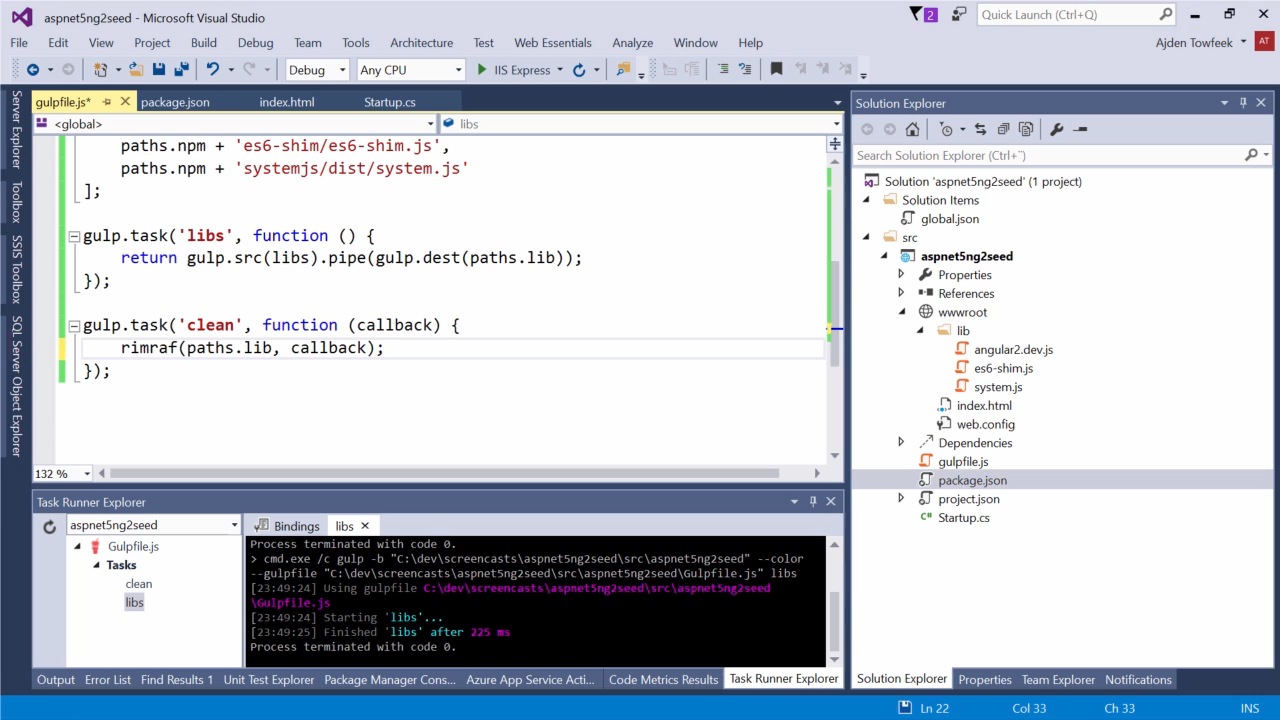 aspnet5ng2seed - Microsoft Visual Studio
2
Quick Launch (Ctrl+Q)
File Edit View Project Build Debug Team Tools Architecture Test Web Essentials Analyze Window Help
Ajden Towfeek AT
Debug Any CPU IIS Express
gulpfile.js* package.json index.html Startup.cs
<global> libs
paths.npm + 'es6-shim/es6-shim.js',
paths.npm + 'systemjs/dist/system.js'
];
gulp.task('libs', function () {
return gulp.src(libs).pipe(gulp.dest(paths.lib));
});
gulp.task('clean', function (callback) {
rimraf(paths.lib, callback);
});
132 %
Server Explorer
Toolbox
SSIS Toolbox
SQL Server Object Explorer
Solution Explorer
Search Solution Explorer (Ctrl+¨)
Solution 'aspnet5ng2seed' (1 project)
Solution Items
global.json
src
aspnet5ng2seed
Properties
References
wwwroot
lib
angular2.dev.js
es6-shim.js
system.js
index.html
web.config
Dependencies
gulpfile.js
package.json
project.json
C# Startup.cs
Task Runner Explorer
aspnet5ng2seed
Gulpfile.js
Tasks
clean
libs
Bindings libs
Process terminated with code 0.
> cmd.exe /c gulp -b "C:\dev\screencasts\aspnet5ng2seed\src\aspnet5ng2seed" --color
--gulpfile "C:\dev\screencasts\aspnet5ng2seed\src\aspnet5ng2seed\Gulpfile.js" libs
[23:49:24] Using gulpfile C:\dev\screencasts\aspnet5ng2seed\src\aspnet5ng2seed
\Gulpfile.js
[23:49:24] Starting 'libs'...
[23:49:25] Finished 'libs' after 225 ms
Process terminated with code 0.
Output Error List Find Results 1 Unit Test Explorer Package Manager Cons... Azure App Service Acti... Code Metrics Results Task Runner Explorer
Solution Explorer Properties Team Explorer Notifications
Ln 22 Col 33 Ch 33 INS